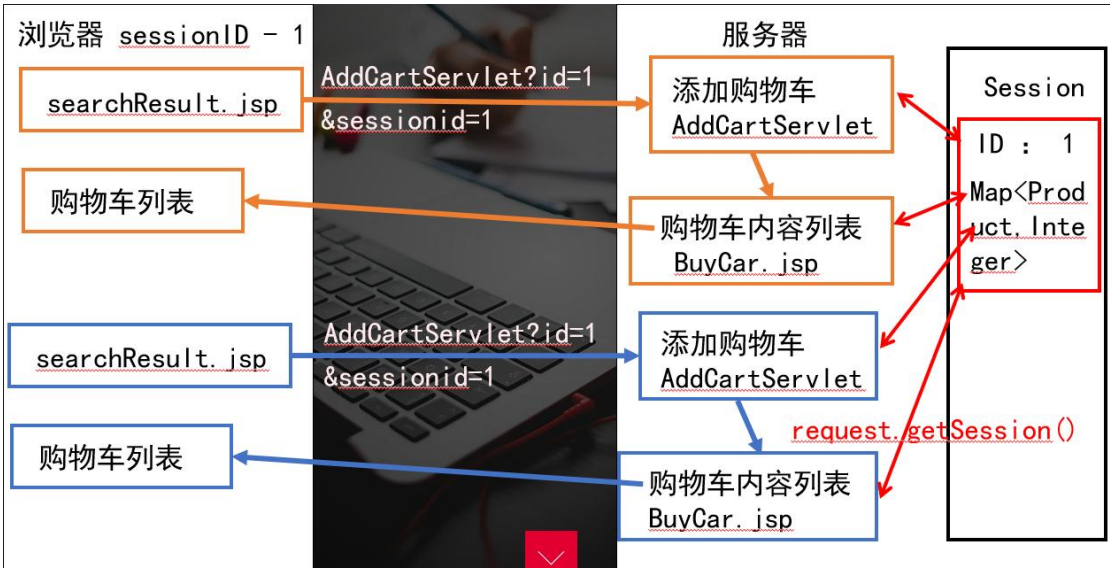 浏览器 sessionID - 1
服务器
searchResult.jsp
AddCartServlet?id=1
&sessionid=1
添加购物车
AddCartServlet
Session
ID : 1
Map<Prod
uct,Inte
ger>
购物车列表
购物车内容列表
BuyCar.jsp
searchResult.jsp
AddCartServlet?id=1
&sessionid=1
添加购物车
AddCartServlet
request.getSession()
购物车列表
购物车内容列表
BuyCar.jsp